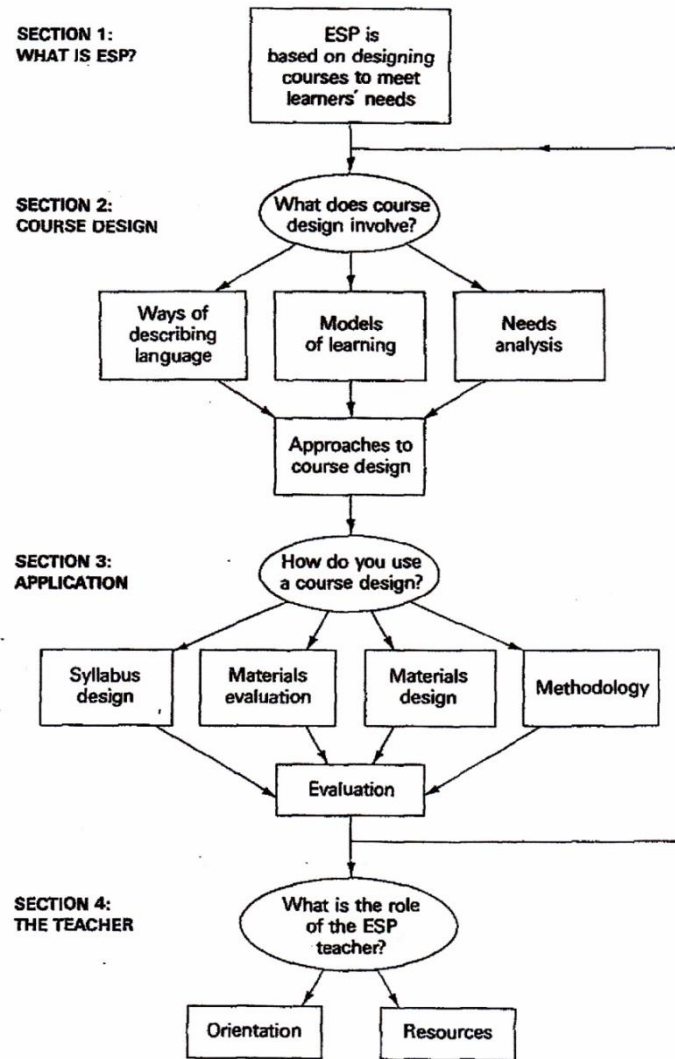 SECTION 1:
WHAT IS ESP?
ESP is
based on designing
courses to meet
learners' needs
SECTION 2:
COURSE DESIGN
What does course
design involve?
Ways of
describing
language
Models
of learning
Needs
analysis
Approaches to
course design
SECTION 3:
APPLICATION
How do you use
a course design?
Syllabus
design
Materials
evaluation
Materials
design
Methodology
Evaluation
SECTION 4:
THE TEACHER
What is the role
of the ESP
teacher?
Orientation
Resources